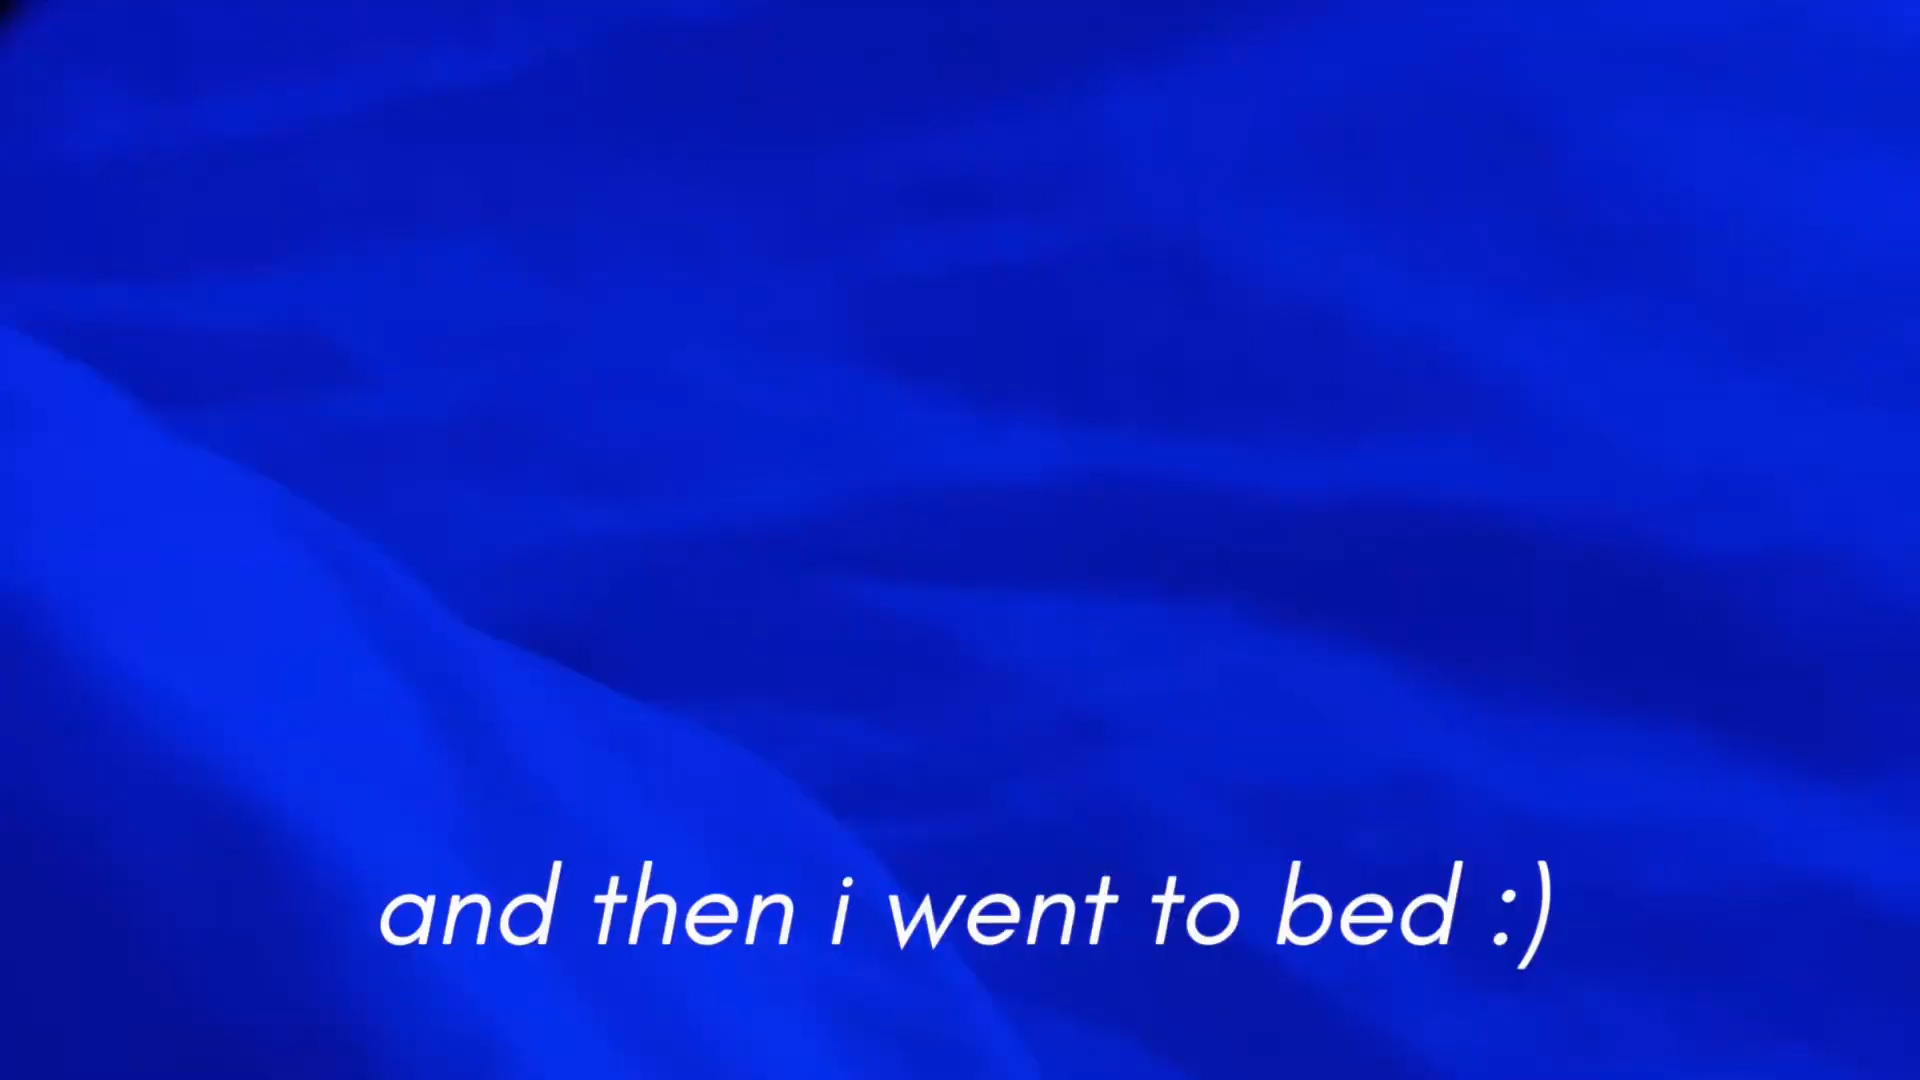 and then i went to bed :)